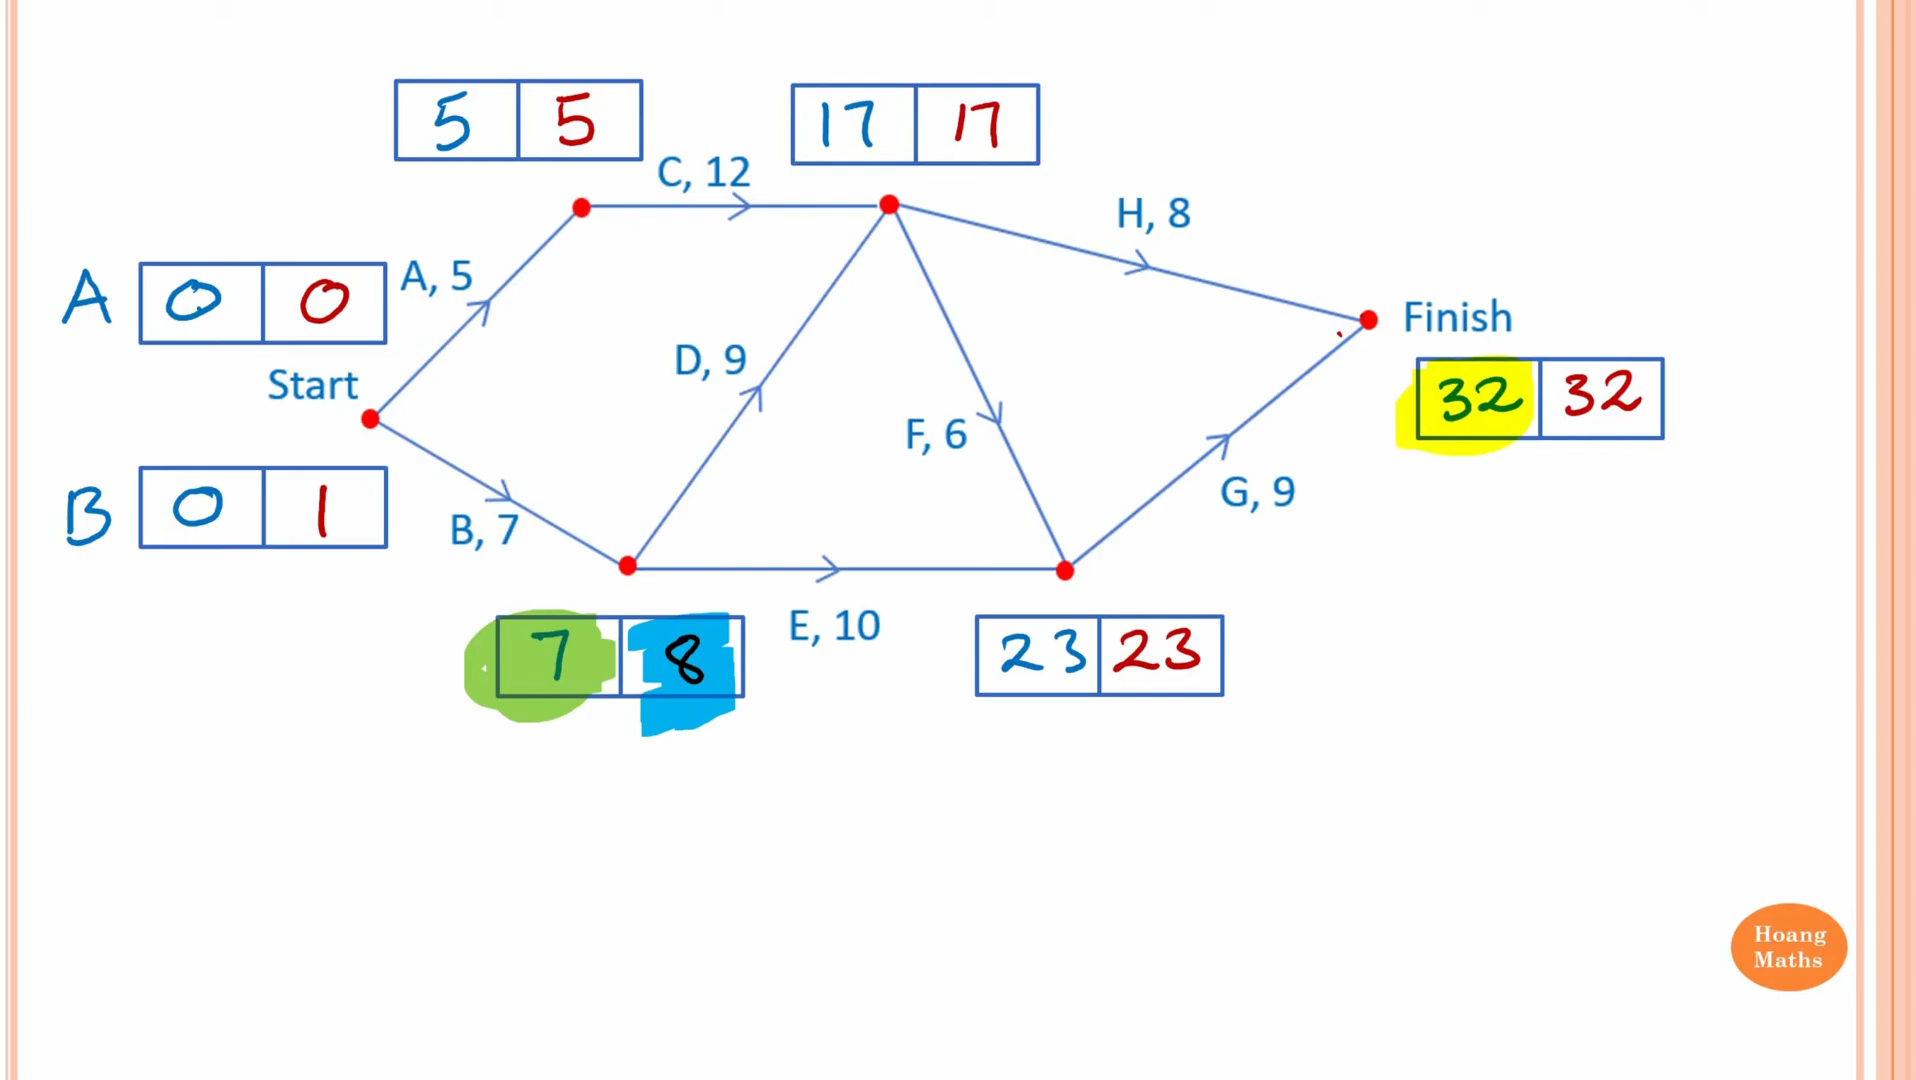 5 5
17 17
C, 12
H, 8
A 0 0
A, 5
Finish
D, 9
Start
32 32
F, 6
G, 9
B 0 1
B, 7
E, 10
7 8
23 23
Hoang
Maths